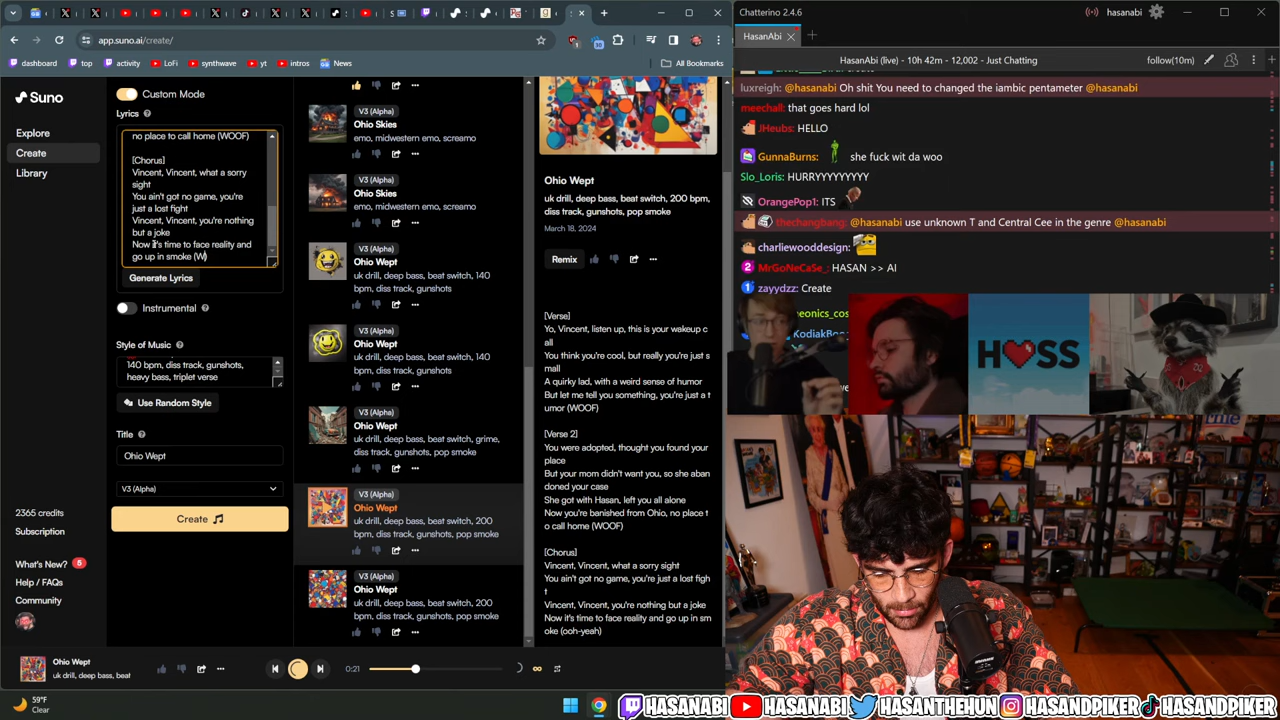 app.suno.ai/create/
dashboard
top
activity
LoFi
synthwave
yt
intros
News
All Bookmarks
Suno
Explore
Create
Library
2365 credits
Subscription
What's New? 5
Help / FAQs
Community
Custom Mode
Lyrics
no place to call home (WOOF)
[Chorus]
Vincent, Vincent, what a sorry
sight
You ain't got no game, you're
just a lost fight
Vincent, Vincent, you're nothing
but a joke
Now it's time to face reality and
go up in smoke (W
Generate Lyrics
Instrumental
Style of Music
140 bpm, diss track, gunshots,
heavy bass, triplet verse
Use Random Style
Title
Ohio Wept
V3 (Alpha)
Create
V3 (Alpha)
Ohio Skies
emo, midwestern emo, screamo
V3 (Alpha)
Ohio Skies
emo, midwestern emo, screamo
V3 (Alpha)
Ohio Wept
uk drill, deep bass, beat switch, 140
bpm, diss track, gunshots
V3 (Alpha)
Ohio Wept
uk drill, deep bass, beat switch, 140
bpm, diss track, gunshots
V3 (Alpha)
Ohio Wept
uk drill, deep bass, beat switch, grime,
diss track, gunshots, pop smoke
V3 (Alpha)
Ohio Wept
uk drill, deep bass, beat switch, 200
bpm, diss track, gunshots, pop smoke
V3 (Alpha)
Ohio Wept
uk drill, deep bass, beat switch, 200
bpm, diss track, gunshots, pop smoke
Ohio Wept
uk drill, deep bass, beat switch, 200 bpm,
diss track, gunshots, pop smoke
March 18, 2024
Remix
[Verse]
Yo, Vincent, listen up, this is your wakeup c
all
You think you're cool, but really you're just s
mall
A quirky lad, with a weird sense of humor
But let me tell you something, you're just a t
umor (WOOF)
[Verse 2]
You were adopted, thought you found your
place
But your mom didn't want you, so she aban
doned your case
She got with Hasan, left you all alone
Now you're banished from Ohio, no place t
o call home (WOOF)
[Chorus]
Vincent, Vincent, what a sorry sight
You ain't got no game, you're just a lost figh
t
Vincent, Vincent, you're nothing but a joke
Now it's time to face reality and go up in sm
oke (ooh-yeah)
Ohio Wept
uk drill, deep bass, beat
0:21
59°F
Clear
Chatterino 2.4.6
hasanabi
HasanAbi
HasanAbi (live) - 10h 42m - 12,002 - Just Chatting
follow(10m)
luxreigh: @hasanabi Oh shit You need to changed the iambic pentameter @hasanabi
meechall: that goes hard lol
JHeubs: HELLO
GunnaBurns: she fuck wit da woo
Slo_Loris: HURRYYYYYYYY
OrangePop1: ITS
thechangbang: @hasanabi use unknown T and Central Cee in the genre @hasanabi
charliewooddesign:
MrGoNeCaSe_: HASAN >> AI
zayydzz: Create
H SS
HASANABI
HASANABI
HASANTHEHUN
HASANDPIKER
HASANDPIKER